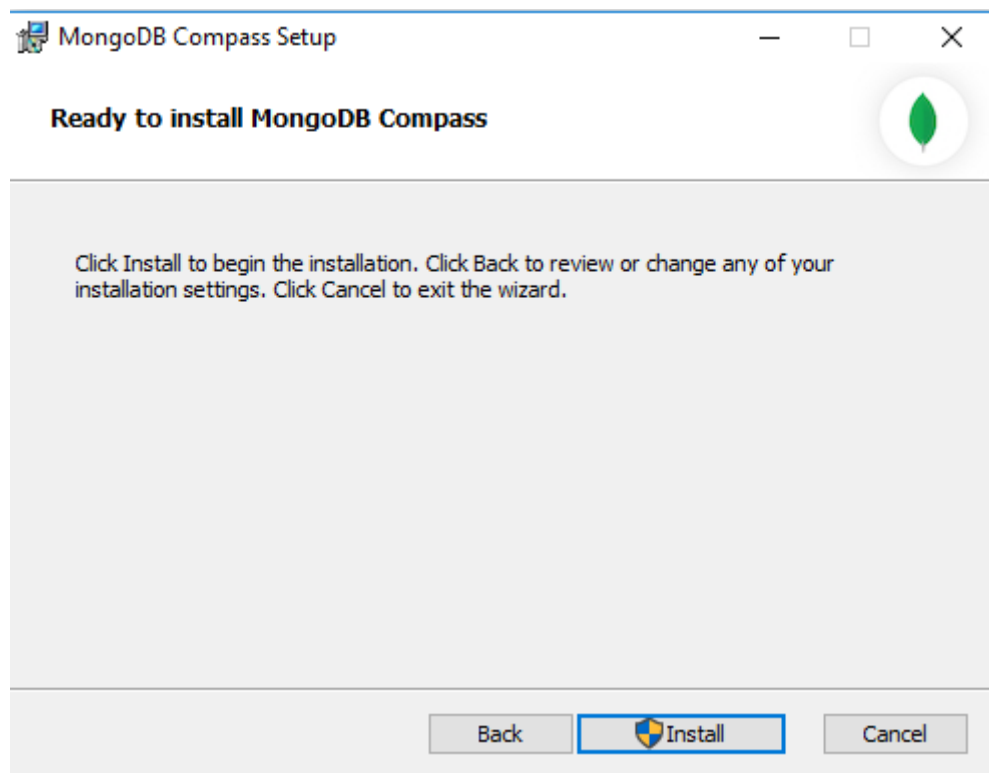 MongoDB Compass Setup
Ready to install MongoDB Compass
Click Install to begin the installation. Click Back to review or change any of your
installation settings. Click Cancel to exit the wizard.
Back
Install
Cancel